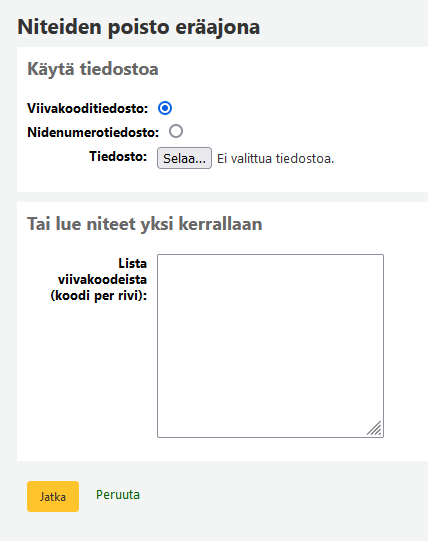 Niteiden poisto eräajona
Käytä tiedostoa
Viivakooditiedosto:
Nidenumerotiedosto:
Tiedosto: Selaa... Ei valittua tiedostoa.
Tai lue niteet yksi kerrallaan
Lista
viivakoodeista
(koodi per rivi):
Jatka Peruuta